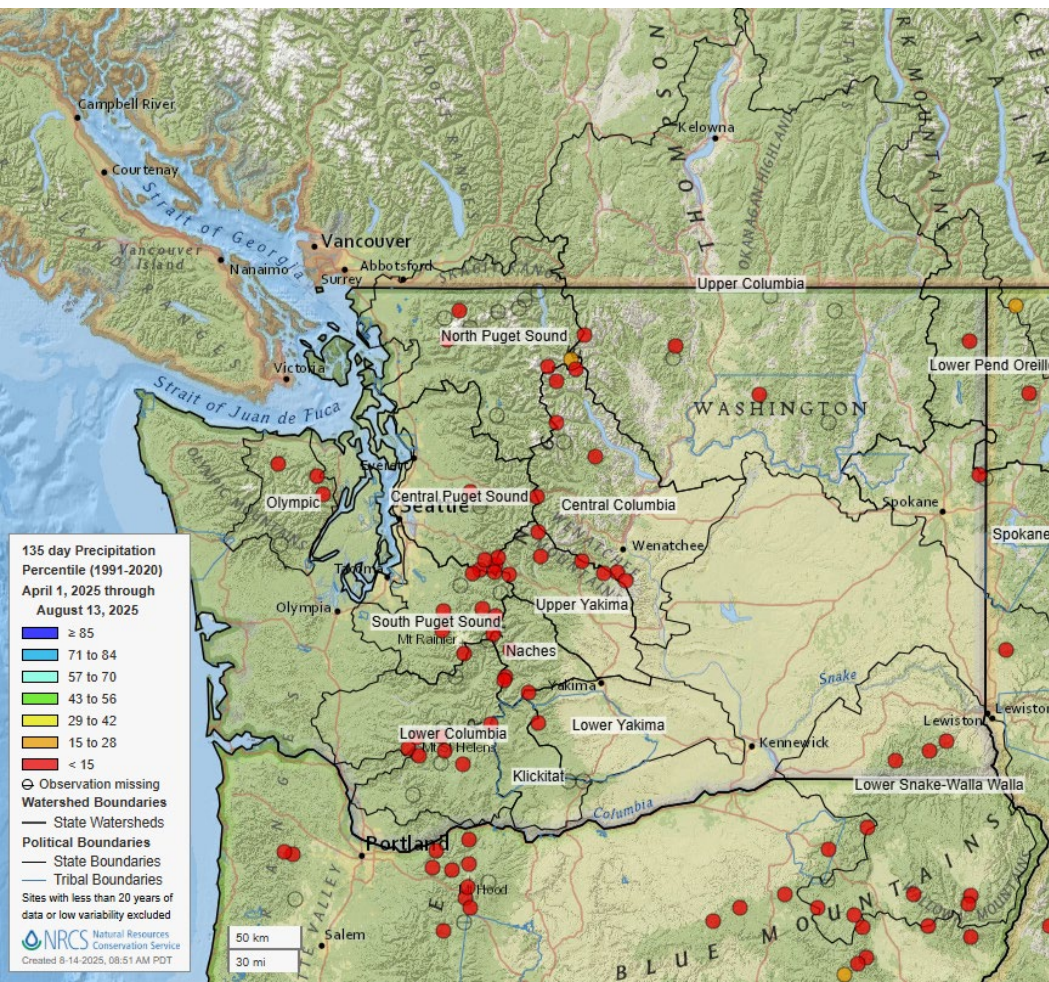 Campbell River
Courtenay
Strait of Georgia
Vancouver
Island
Nanaimo
Vancouver
Surrey
Abbotsford
SKAGIT RANGE
Kelowna
OKANAGAN HIGHLAND
Upper Columbia
North Puget Sound
Lower Pend Oreille
Victoria
Strait of Juan de Fuca
WASHINGTON
Everett
Olympic
Central Puget Sound
Seattle
Central Columbia
Spokane
Spokane
Wenatchee
Tacoma
Olympia
Upper Yakima
South Puget Sound
Mt Rainier
Naches
Yakima
Snake
Lewiston
Lewiston
Lower Columbia
Mt St Helens
Lower Yakima
Kennewick
Klickitat
Lower Snake-Walla Walla
Columbia
Portland
Mt Hood
Salem
BLUE MOUNTAINS
135 day Precipitation
Percentile (1991-2020)
April 1, 2025 through
August 13, 2025
≥ 85
71 to 84
57 to 70
43 to 56
29 to 42
15 to 28
< 15
Observation missing
Watershed Boundaries
State Watersheds
Political Boundaries
State Boundaries
Tribal Boundaries
Sites with less than 20 years of
data or low variability excluded
NRCS Natural Resources
Conservation Service
Created 8-14-2025, 08:51 AM PDT
50 km
30 mi